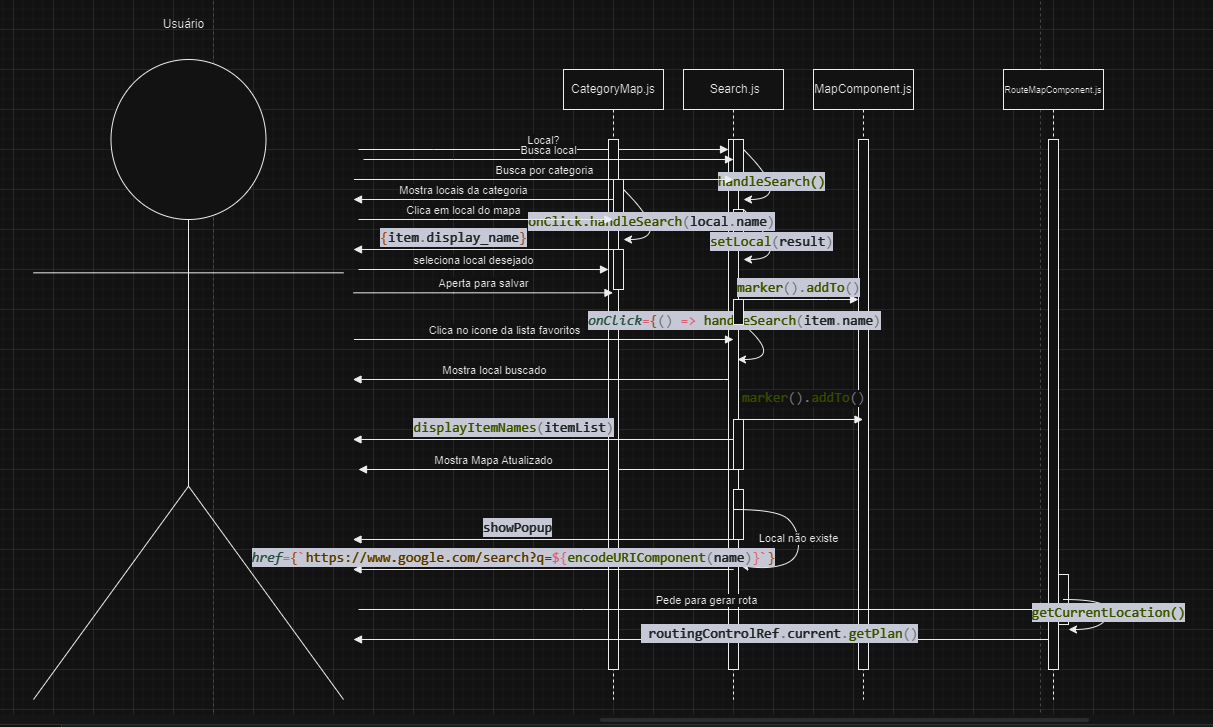 Usuário
CategoryMap.js
Search.js
MapComponent.js
RouteMapComponent.js
Local?
Busca local
Busca por categoria
handleSearch()
Mostra locais da categoria
Clica em local do mapa
onClick.handleSearch(local.name)
{item.display_name}
setLocal(result)
seleciona local desejado
Aperta para salvar
marker().addTo()
onClick={() => handleSearch(item.name)
Clica no icone da lista favoritos
Mostra local buscado
marker().addTo()
displayItemNames(itemList)
Mostra Mapa Atualizado
showPopup
Local não existe
href={`https://www.google.com/search?q=${encodeURIComponent(name)}`}
Pede para gerar rota
getCurrentLocation()
routingControlRef.current.getPlan()